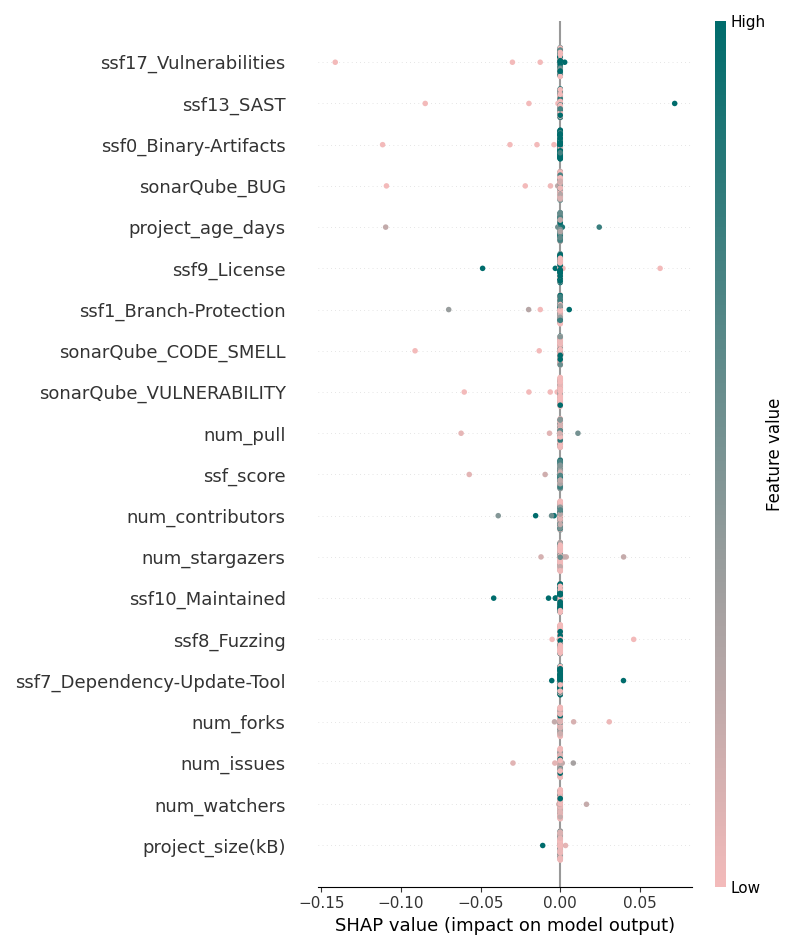 High
ssf17_Vulnerabilities
ssf13_SAST
ssf0_Binary-Artifacts
sonarQube_BUG
project_age_days
ssf9_License
ssf1_Branch-Protection
sonarQube_CODE_SMELL
sonarQube_VULNERABILITY
num_pull
ssf_score
num_contributors
num_stargazers
ssf10_Maintained
ssf8_Fuzzing
ssf7_Dependency-Update-Tool
num_forks
num_issues
num_watchers
project_size(kB)
Feature value
Low
−0.15 −0.10 −0.05 0.00 0.05
SHAP value (impact on model output)